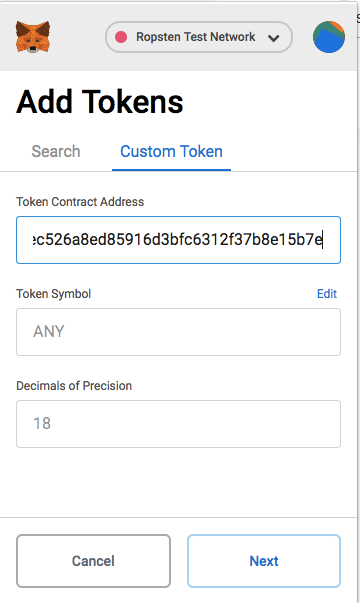 Ropsten Test Network
Add Tokens
Search Custom Token
Token Contract Address
ec526a8ed85916d3bfc6312f37b8e15b7e
Token Symbol Edit
ANY
Decimals of Precision
18
Cancel Next